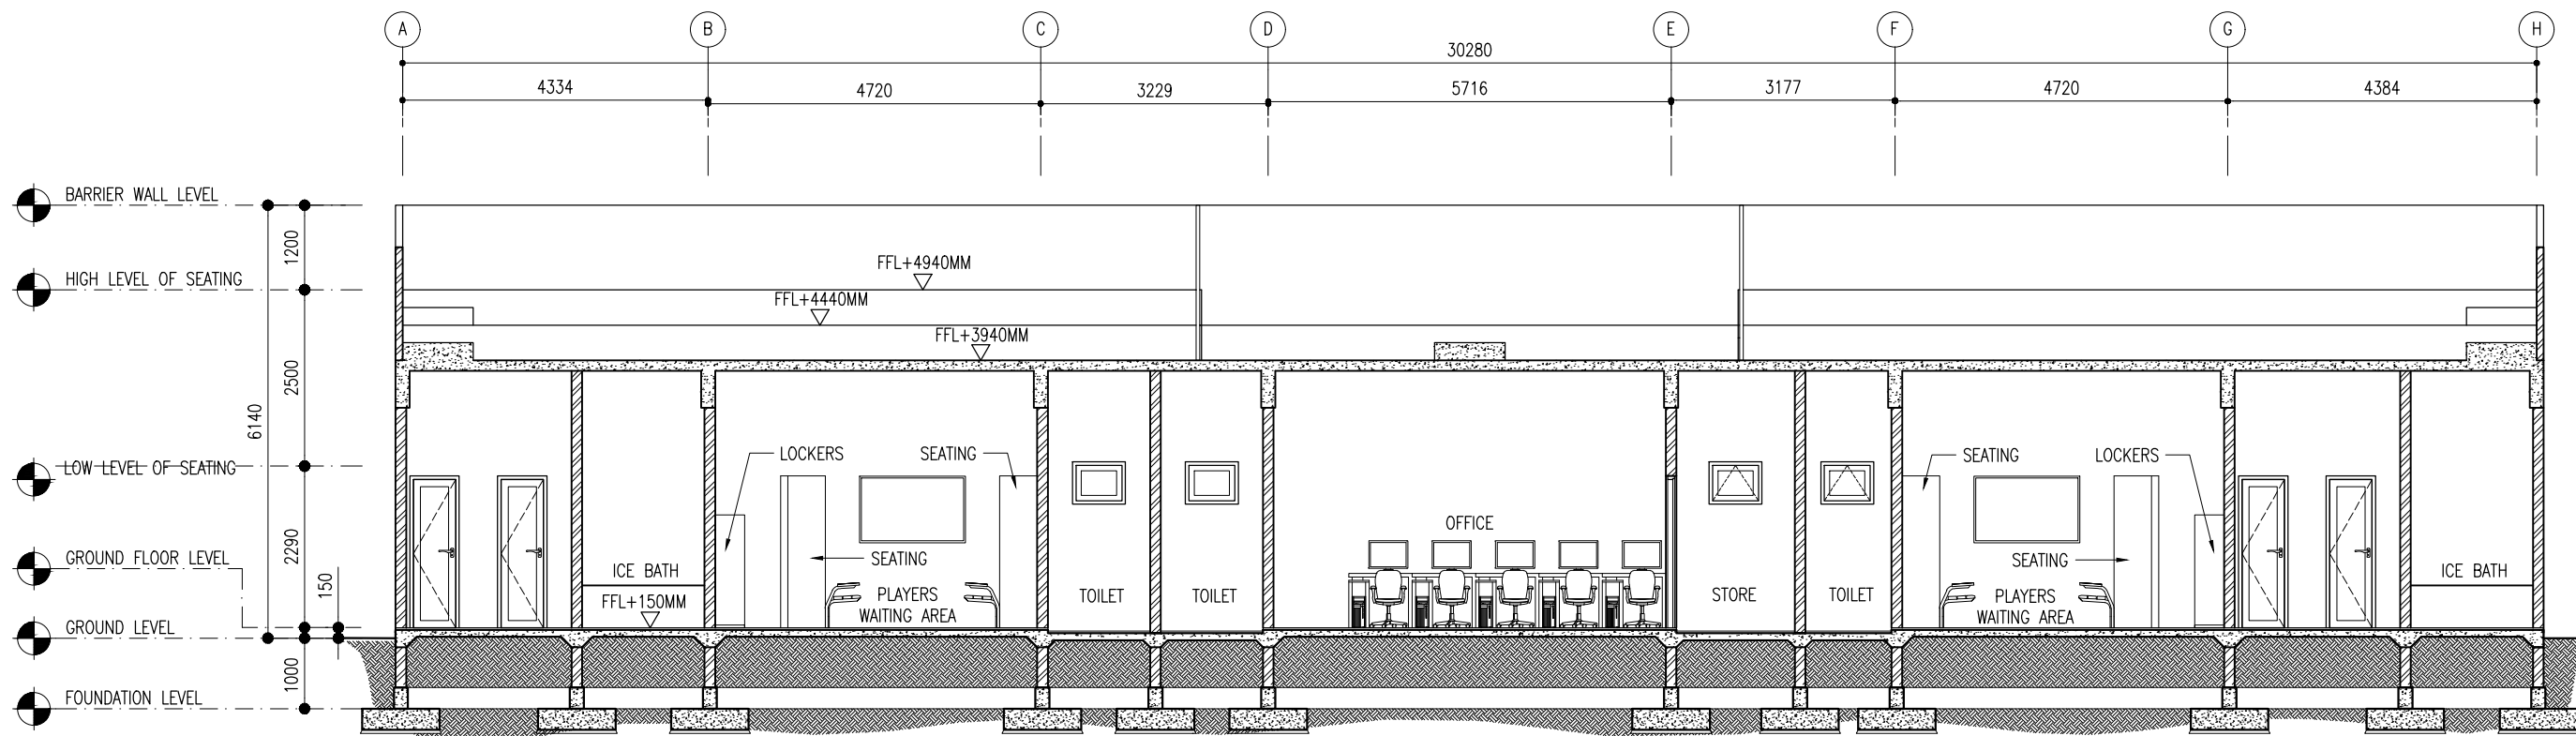 A B C D E F G H
30280
4334 4720 3229 5716 3177 4720 4384
BARRIER WALL LEVEL
1200
HIGH LEVEL OF SEATING
FFL+4940MM
FFL+4440MM
FFL+3940MM
2500
6140
LOW LEVEL OF SEATING
LOCKERS SEATING SEATING LOCKERS
OFFICE
2290
GROUND FLOOR LEVEL
150
SEATING SEATING
ICE BATH ICE BATH
FFL+150MM
PLAYERS
WAITING AREA
TOILET TOILET STORE TOILET
PLAYERS
WAITING AREA
GROUND LEVEL
1000
FOUNDATION LEVEL